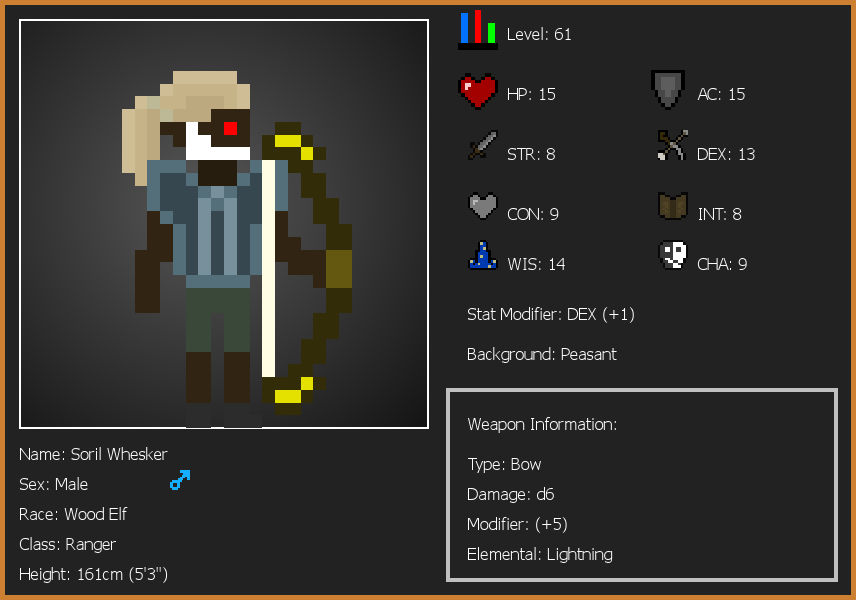 Level: 61
HP: 15
AC: 15
STR: 8
DEX: 13
CON: 9
INT: 8
WIS: 14
CHA: 9
Stat Modifier: DEX (+1)
Background: Peasant
Weapon Information:
Type: Bow
Damage: d6
Modifier: (+5)
Elemental: Lightning
Name: Soril Whesker
Sex: Male
Race: Wood Elf
Class: Ranger
Height: 161cm (5'3")